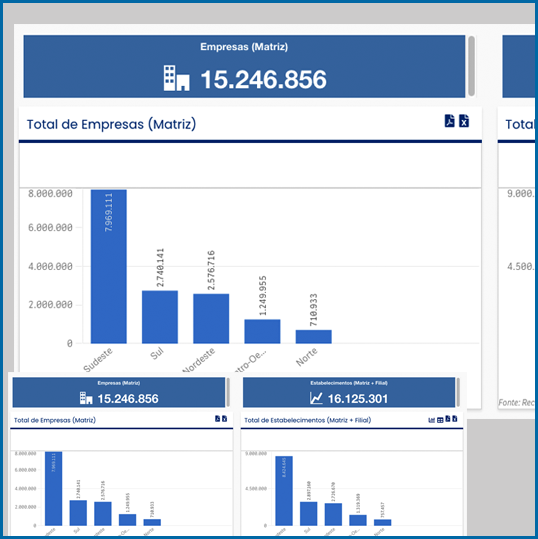 Empresas (Matriz)
15.246.856
Total de Empresas (Matriz)
Total
8.000.000
6.000.000
4.000.000
2.000.000
0
7.969.111
2.740.141
2.576.716
1.249.955
710.933
Sudeste
Sul
Nordeste
ntro-Oe...
Norte
9.000.
4.500.
Fonte: Rec
Empresas (Matriz)
15.246.856
Total de Empresas (Matriz)
8.000.000
6.000.000
4.000.000
2.000.000
0
7.969.111
2.740.141
2.576.716
1.249.955
710.933
Sul
Norte
Estabelecimentos (Matriz + Filial)
16.125.301
Total de Estabelecimentos (Matriz + Filial)
9.000.000
4.500.000
0
Sul
Norte